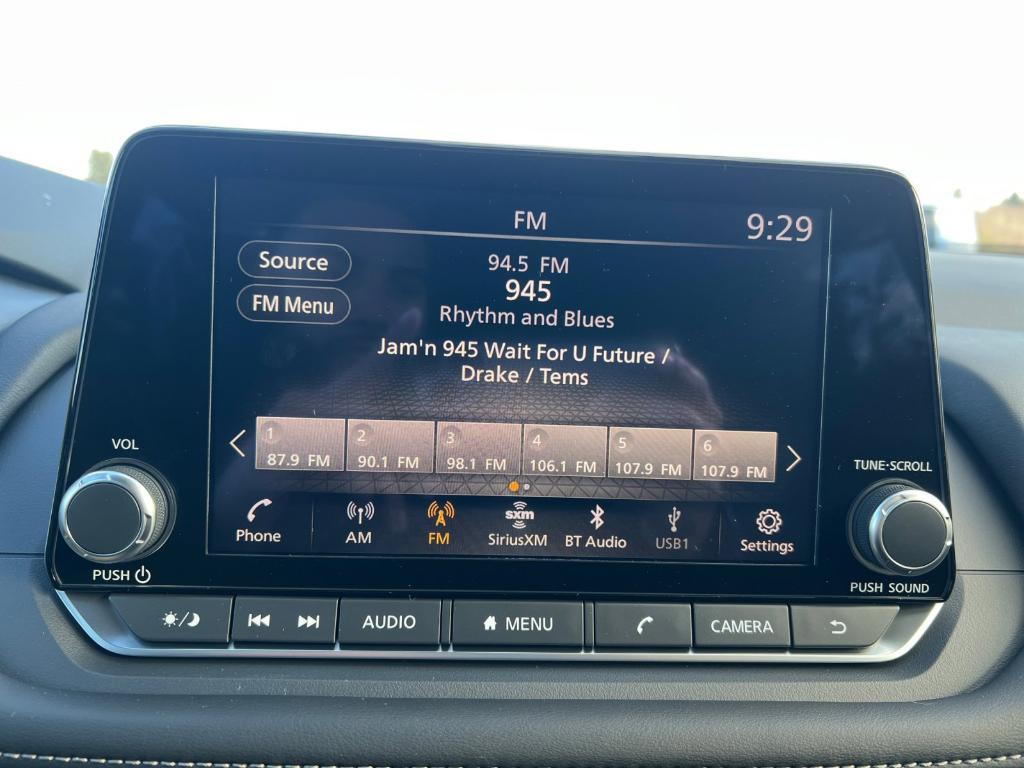 FM
9:29
Source
94.5 FM
945
FM Menu
Rhythm and Blues
Jam'n 945 Wait For U Future /
Drake / Tems
1 87.9 FM
2 90.1 FM
3 98.1 FM
4 106.1 FM
5 107.9 FM
6 107.9 FM
VOL
TUNE·SCROLL
Phone
AM
FM
sxm
SiriusXM
BT Audio
USB1
Settings
PUSH
PUSH SOUND
AUDIO
MENU
CAMERA